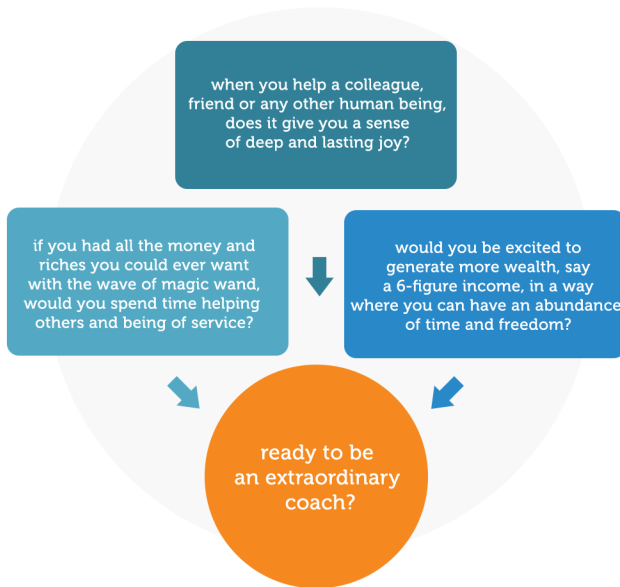 when you help a colleague,
friend or any other human being,
does it give you a sense
of deep and lasting joy?
if you had all the money and
riches you could ever want
with the wave of magic wand,
would you spend time helping
others and being of service?
would you be excited to
generate more wealth, say
a 6-figure income, in a way
where you can have an abundance
of time and freedom?
ready to be
an extraordinary
coach?